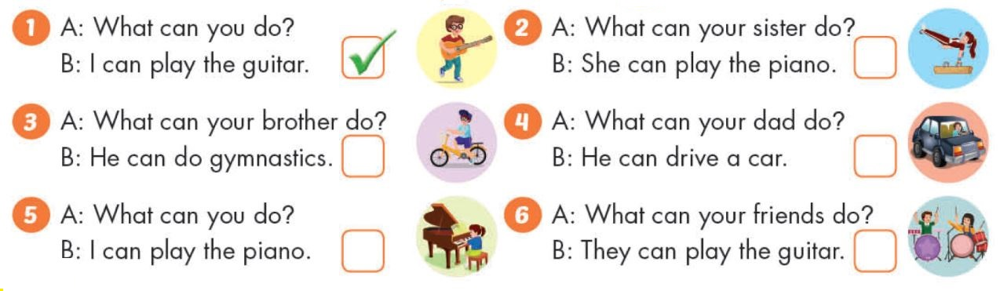 1 A: What can you do?
B: I can play the guitar.
2 A: What can your sister do?
B: She can play the piano.
3 A: What can your brother do?
B: He can do gymnastics.
4 A: What can your dad do?
B: He can drive a car.
5 A: What can you do?
B: I can play the piano.
6 A: What can your friends do?
B: They can play the guitar.